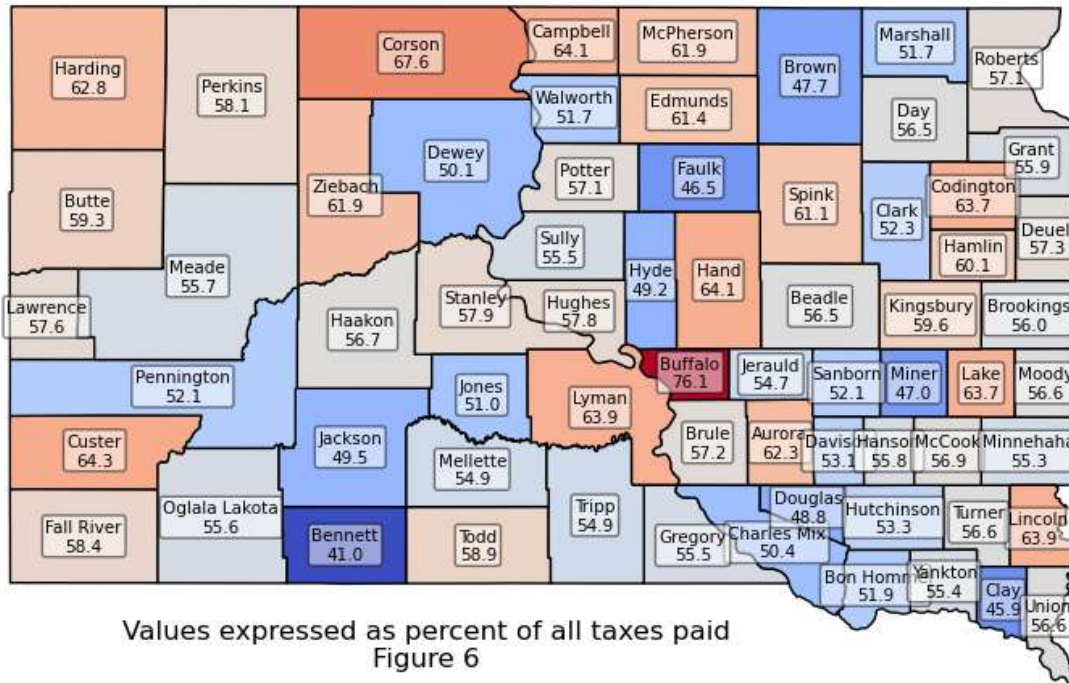 Harding
62.8
Perkins
58.1
Corson
67.6
Campbell
64.1
McPherson
61.9
Brown
47.7
Marshall
51.7
Roberts
57.1
Walworth
51.7
Edmunds
61.4
Day
56.5
Grant
55.9
Butte
59.3
Ziebach
61.9
Dewey
50.1
Potter
57.1
Faulk
46.5
Spink
61.1
Clark
52.3
Codington
63.7
Deuel
57.3
Hamlin
60.1
Meade
55.7
Sully
55.5
Hyde
49.2
Hand
64.1
Lawrence
57.6
Haakon
56.7
Stanley
57.9
Hughes
57.8
Beadle
56.5
Kingsbury
59.6
Brookings
56.0
Pennington
52.1
Jones
51.0
Lyman
63.9
Buffalo
76.1
Jerauld
54.7
Sanborn
52.1
Miner
47.0
Lake
63.7
Moody
56.6
Custer
64.3
Jackson
49.5
Mellette
54.9
Brule
57.2
Aurora
62.3
Davison
53.1
Hanson
55.8
McCook
56.9
Minnehaha
55.3
Fall River
58.4
Oglala Lakota
55.6
Bennett
41.0
Todd
58.9
Tripp
54.9
Gregory
55.5
Charles Mix
50.4
Douglas
48.8
Hutchinson
53.3
Turner
56.6
Lincoln
63.9
Bon Homme
51.9
Yankton
55.4
Clay
45.9
Union
56.6
Values expressed as percent of all taxes paid
Figure 6